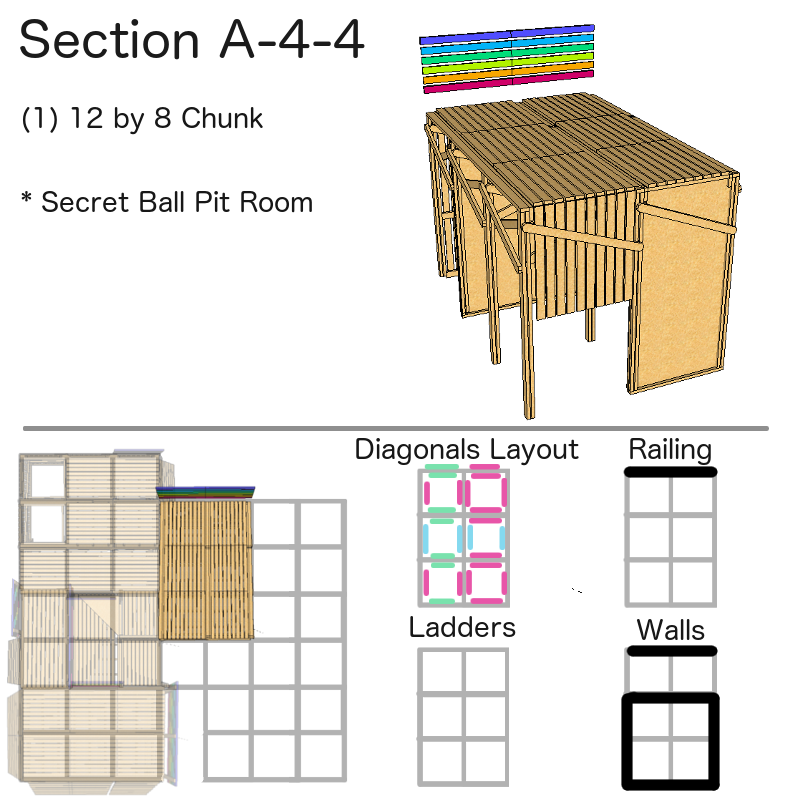 Section A-4-4
(1) 12 by 8 Chunk
* Secret Ball Pit Room
Diagonals Layout
Railing
Ladders
Walls